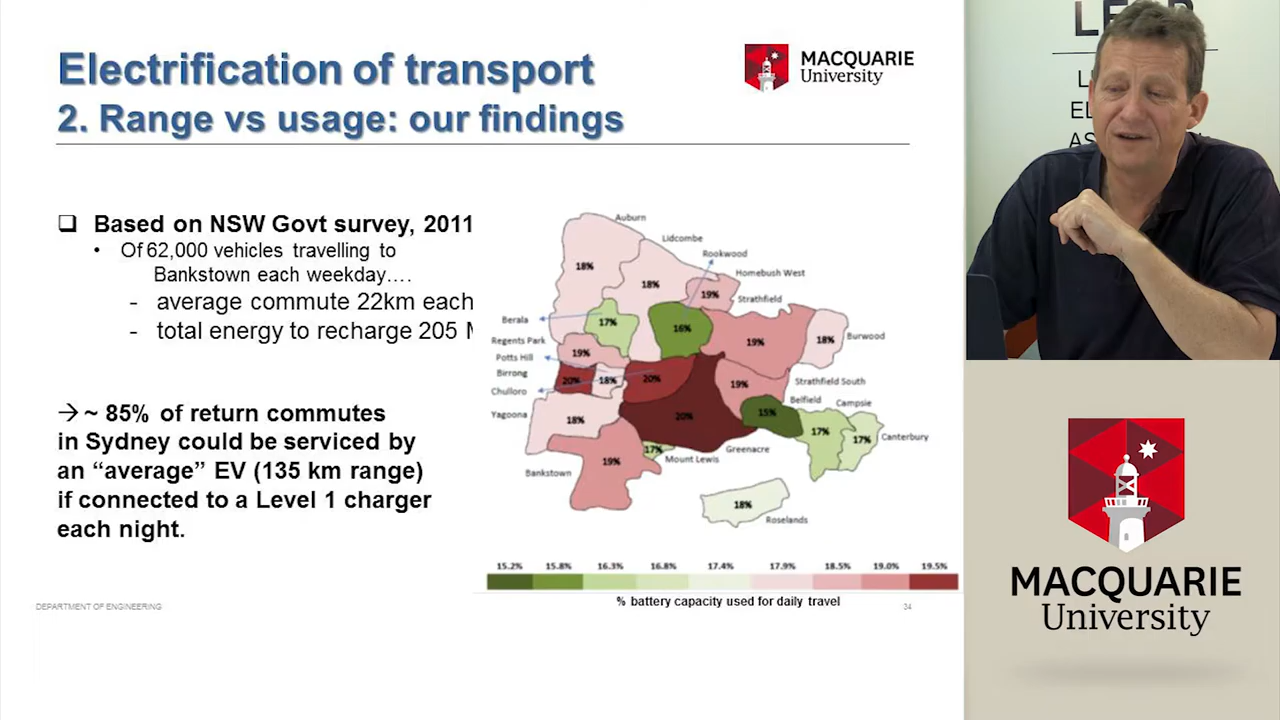 Electrification of transport
2. Range vs usage: our findings
MACQUARIE
University
Based on NSW Govt survey, 2011
• Of 62,000 vehicles travelling to
Bankstown each weekday....
- average commute 22km each
- total energy to recharge 205
→ ~ 85% of return commutes
in Sydney could be serviced by
an “average” EV (135 km range)
if connected to a Level 1 charger
each night.
Auburn
Lidcombe
Rookwood
Homebush West
Strathfield
Berala
Regents Park
Potts Hill
Birrong
Chulloro
Yagoona
Bankstown
Burwood
Strathfield South
Belfield
Campsie
Canterbury
Greenacre
Mount Lewis
Roselands
18%
18%
19%
17%
16%
19%
18%
19%
20%
18%
20%
19%
18%
20%
15%
17%
17%
17%
19%
18%
15.2% 15.8% 16.3% 16.8% 17.4% 17.9% 18.5% 19.0% 19.5%
% battery capacity used for daily travel
DEPARTMENT OF ENGINEERING
34
MACQUARIE
University